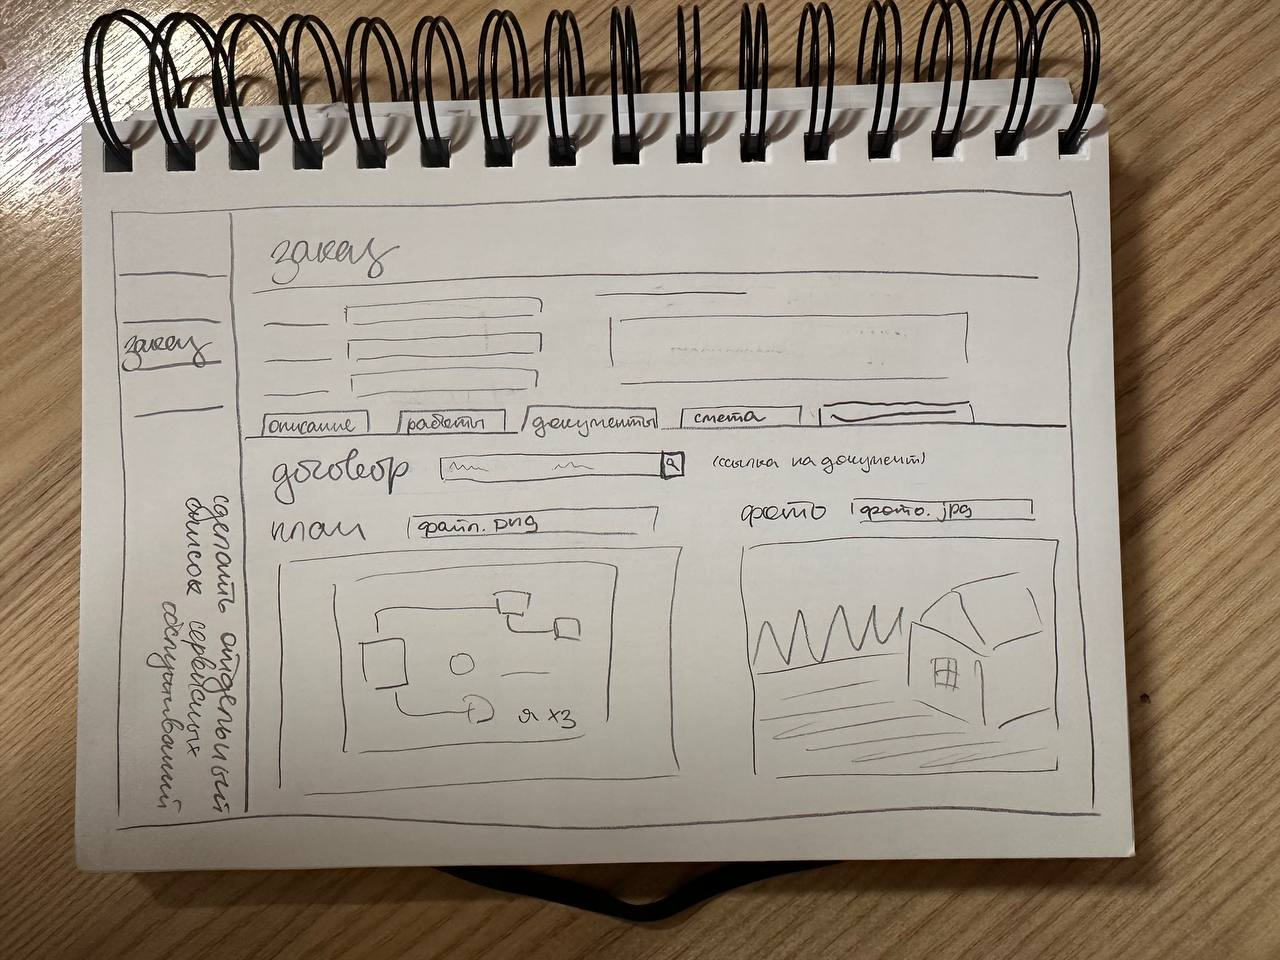 заказ
заказ
описание
работы
документы
смета
договор
(ссылка на документ)
план
файл.png
фото
фото.jpg
я хз
сделать отдельный
список сервисных
обслуживаний